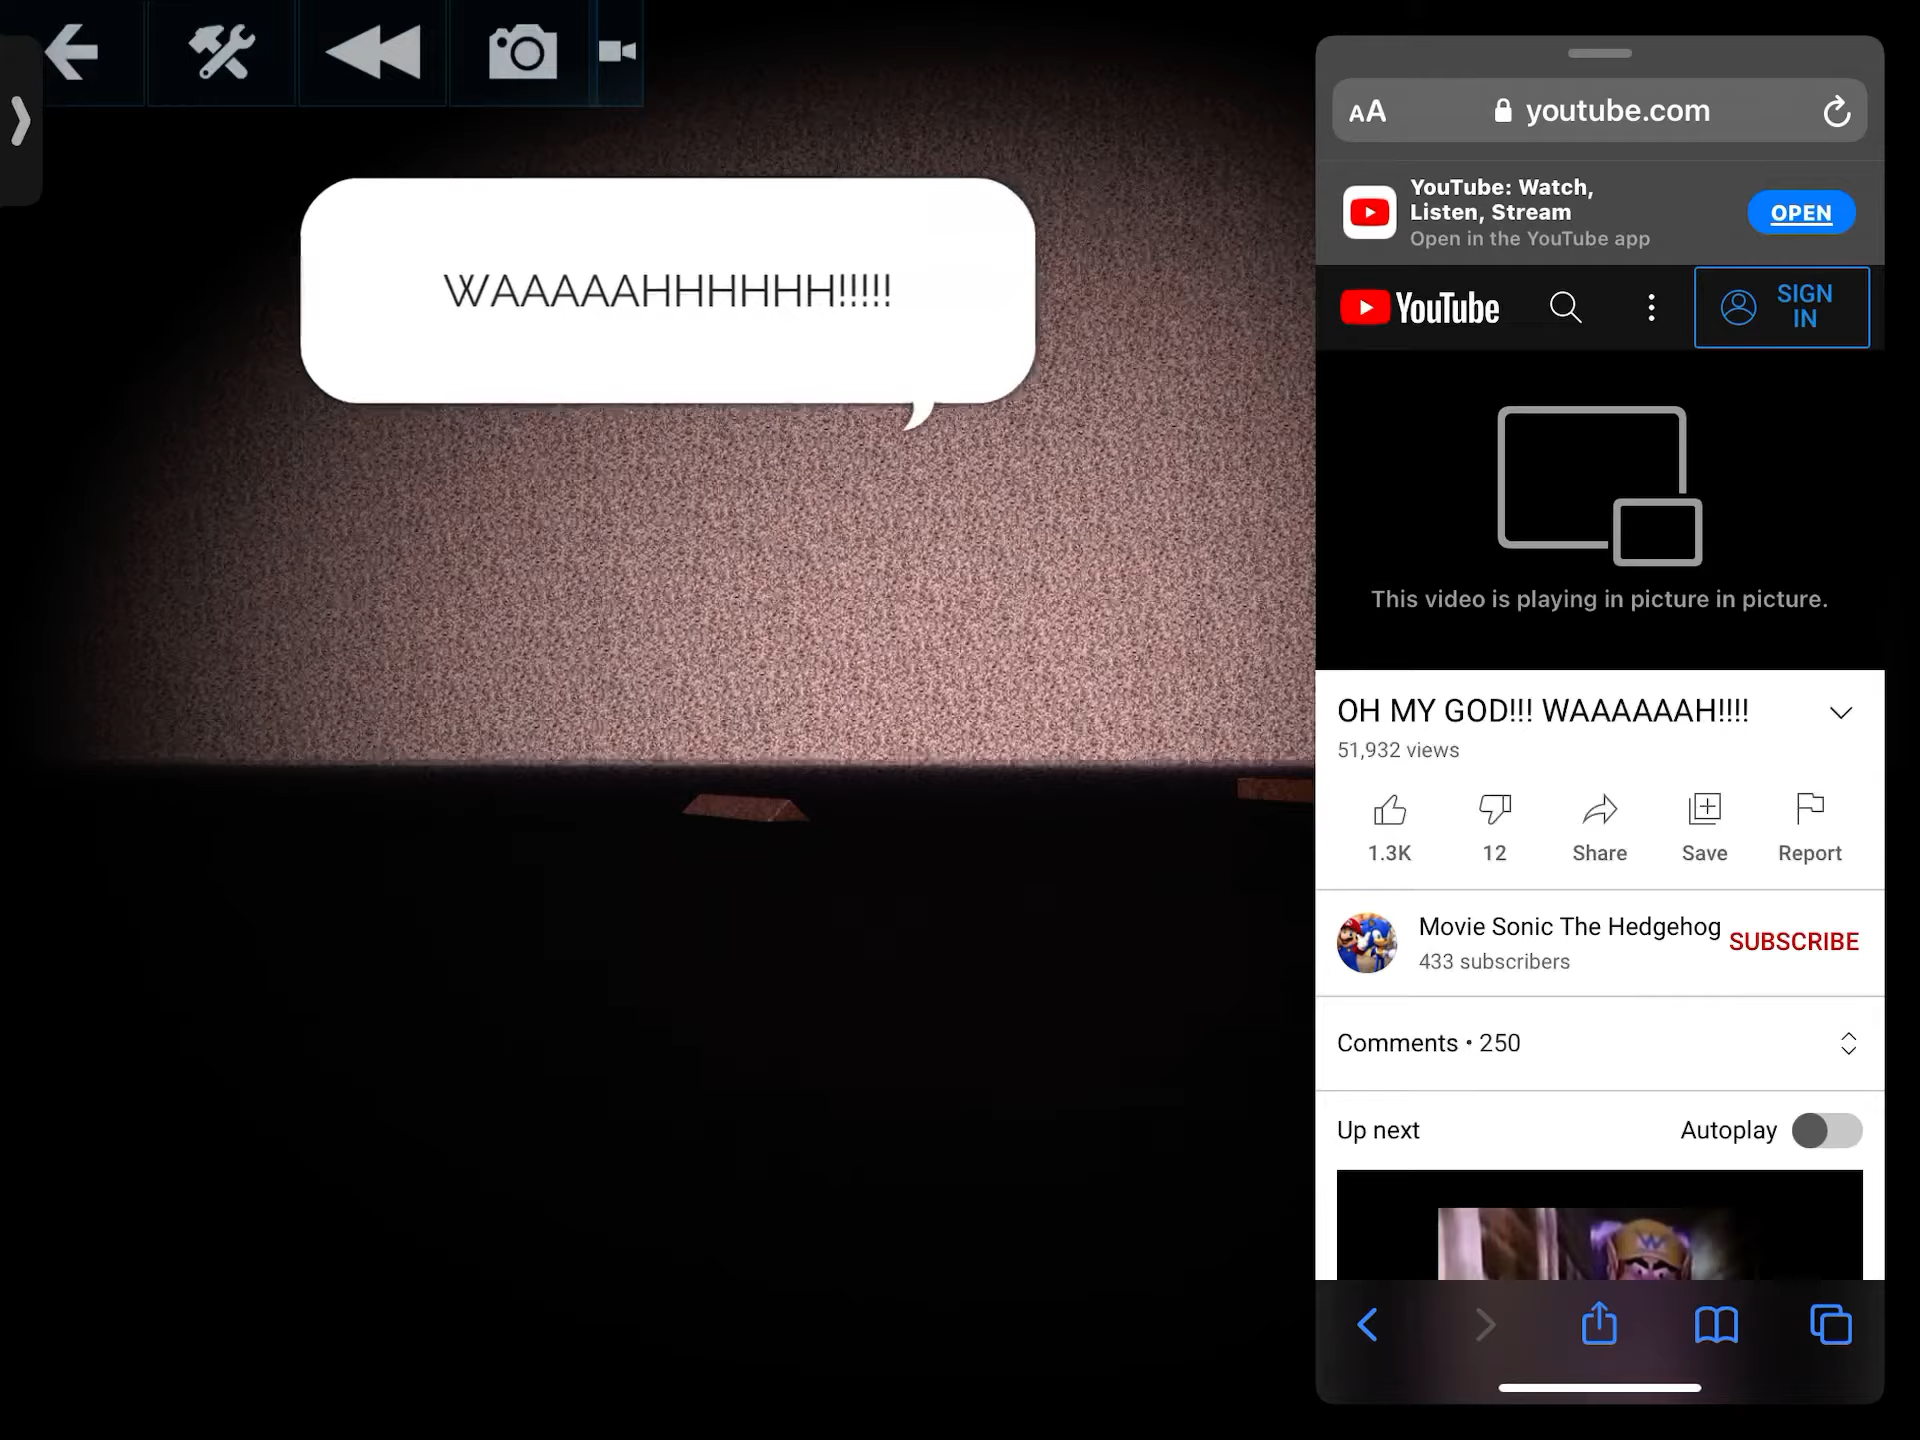 WAAAAAHHHHHH!!!!!
AA
youtube.com
YouTube: Watch,
Listen, Stream
Open in the YouTube app
OPEN
YouTube
SIGN
IN
This video is playing in picture in picture.
OH MY GOD!!! WAAAAAAH!!!!
51,932 views
1.3K
12
Share
Save
Report
Movie Sonic The Hedgehog
433 subscribers
SUBSCRIBE
Comments • 250
Up next
Autoplay
W